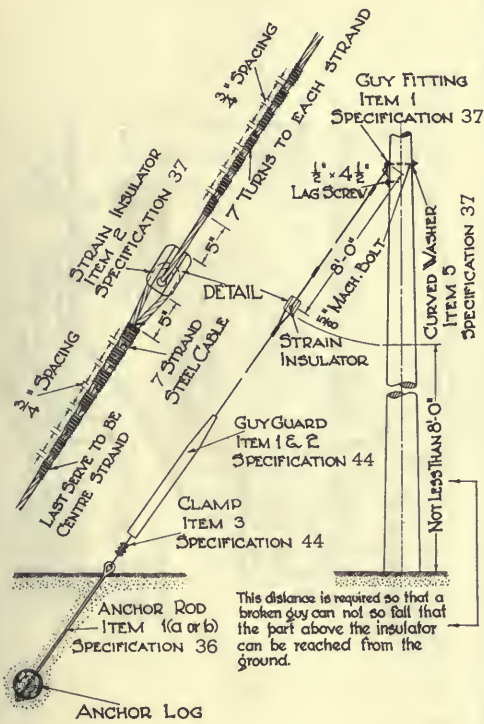 3/4" SPACING
7 TURNS TO EACH STRAND
STRAIN INSULATOR
ITEM 2
SPECIFICATION 37
5"
5"
DETAIL
7 STRAND
STEEL CABLE
3/4" SPACING
LAST SERVE TO BE
CENTRE STRAND
GUY FITTING
ITEM 1
SPECIFICATION 37
1/2" × 4 1/2"
LAG SCREW
8'-0"
5/8" MACH. BOLT
CURVED WASHER
ITEM 5
SPECIFICATION 37
STRAIN
INSULATOR
GUY GUARD
ITEM 1 & 2
SPECIFICATION 44
NOT LESS THAN 8'-0"
CLAMP
ITEM 3
SPECIFICATION 44
ANCHOR ROD
ITEM 1(a or b)
SPECIFICATION 36
ANCHOR LOG
This distance is required so that a
broken guy can not so fall that
the part above the insulator
can be reached from the
ground.